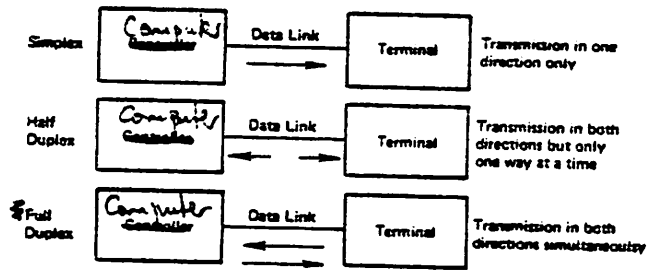 Computer
Simplex
Controller
Data Link
Terminal
Transmission in one
direction only
Half
Duplex
Computer
Controller
Data Link
Terminal
Transmission in both
directions but only
one way at a time
Full
Duplex
Computer
Controller
Data Link
Terminal
Transmission in both
directions simultaneously